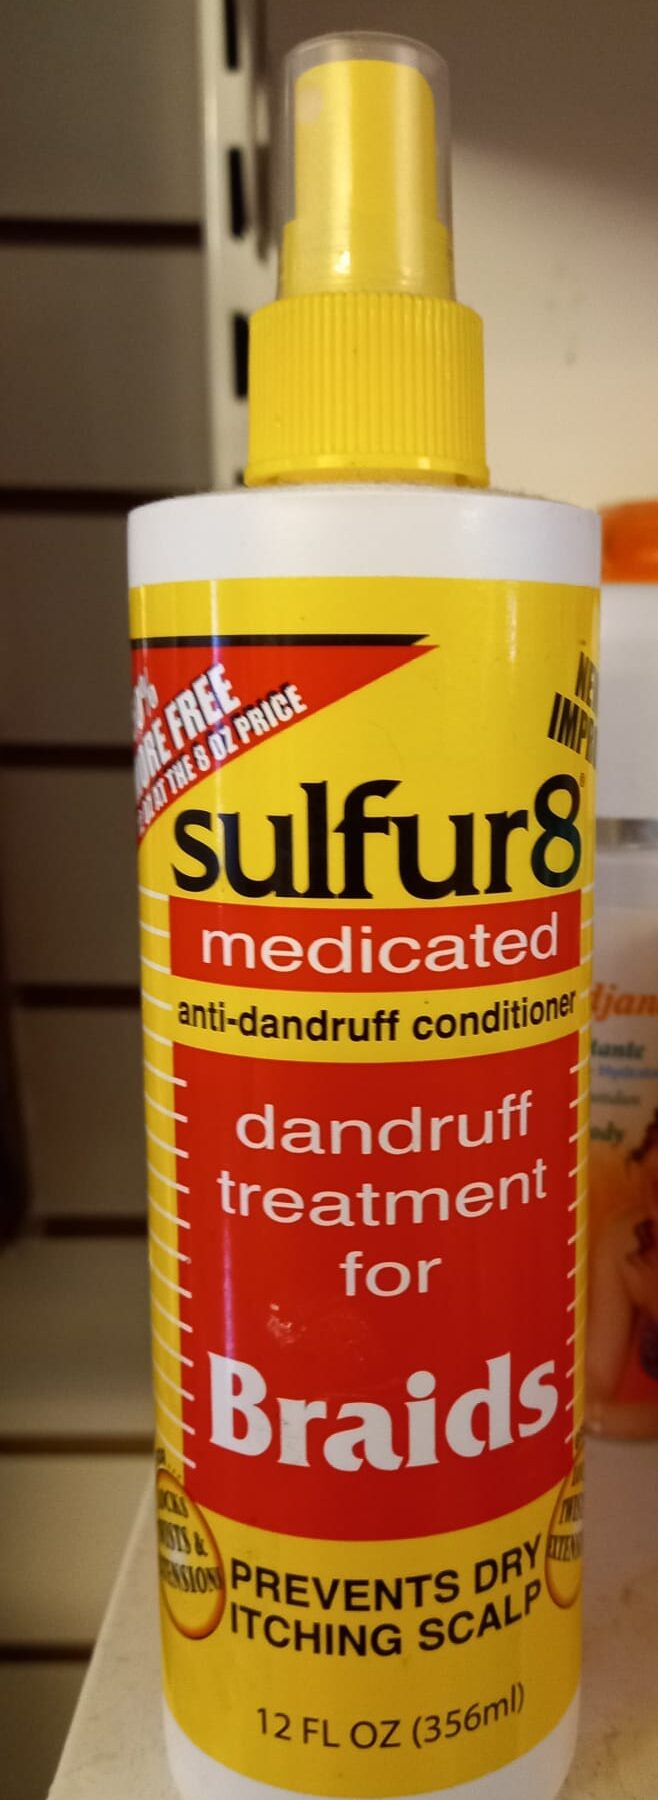 FREE
AT THE 8 OZ PRICE
sulfur8®
medicated
anti-dandruff conditioner
dandruff
treatment
for
Braids
&
PREVENTS DRY
ITCHING SCALP
12 FL OZ (356ml)